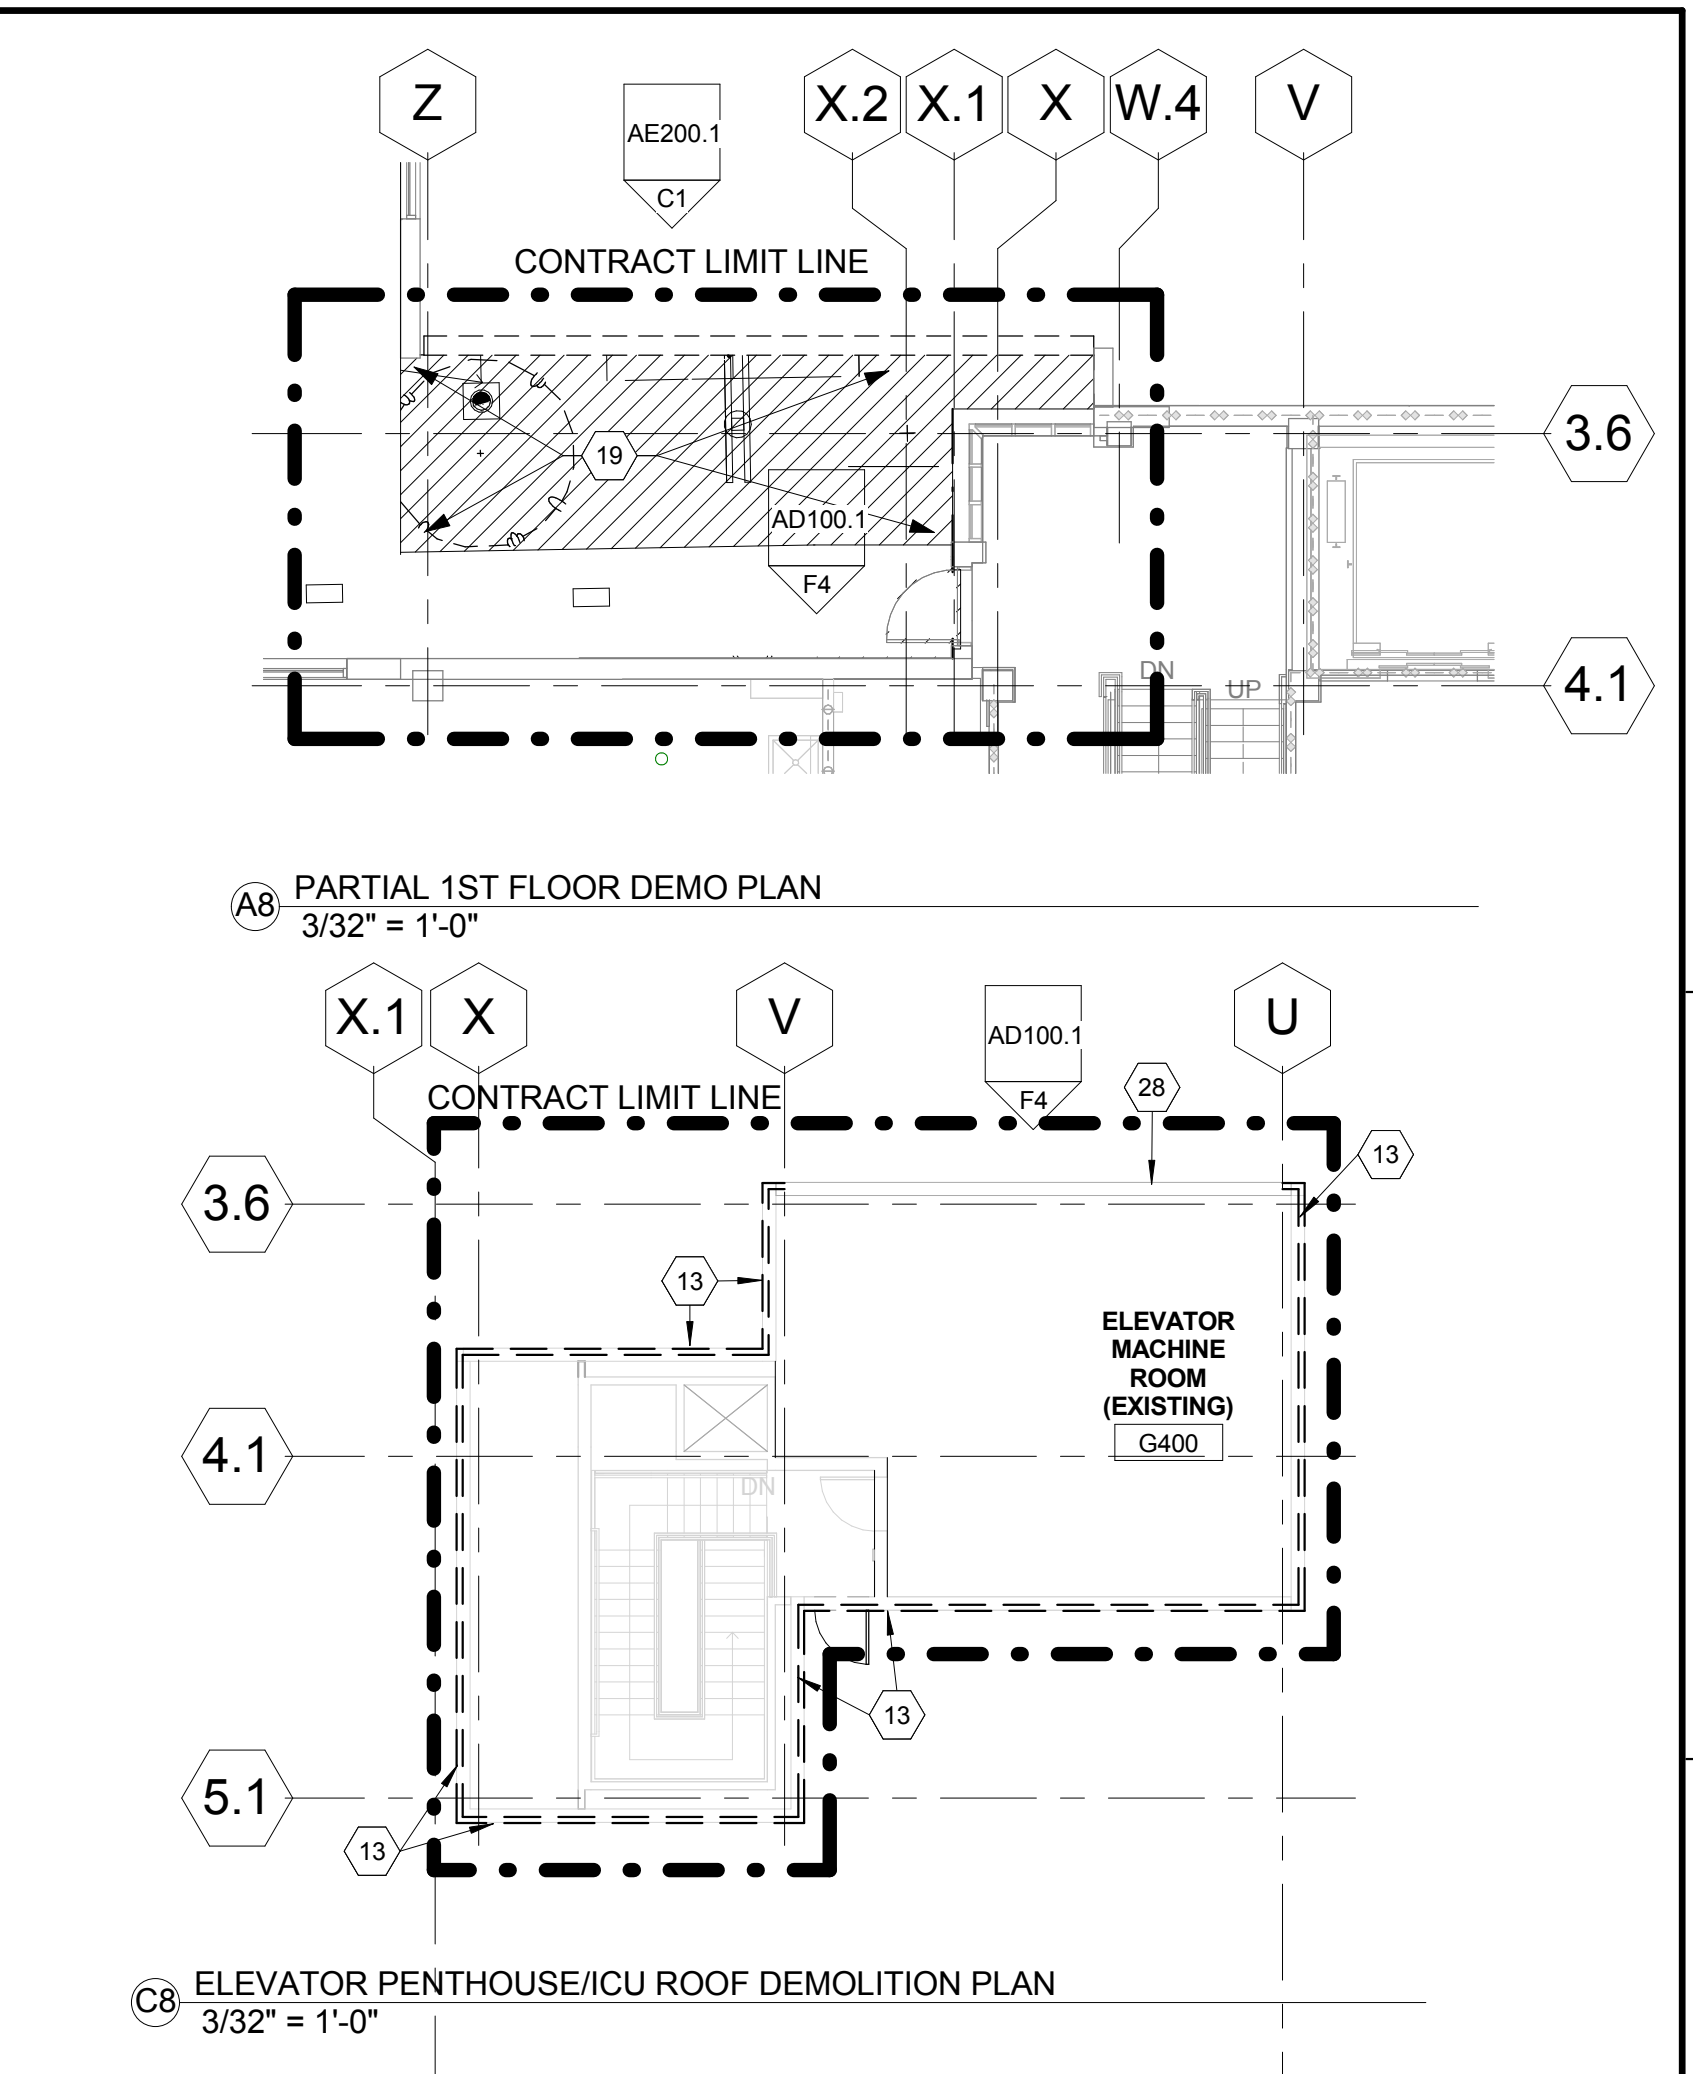 Z
X.2
X.1
X
W.4
V
AE200.1
C1
CONTRACT LIMIT LINE
3.6
19
AD100.1
F4
4.1
DN
UP
A8
PARTIAL 1ST FLOOR DEMO PLAN
3/32" = 1'-0"
X.1
X
V
AD100.1
F4
U
CONTRACT LIMIT LINE
28
13
3.6
13
ELEVATOR
MACHINE
ROOM
(EXISTING)
G400
4.1
DN
13
5.1
13
C8
ELEVATOR PENTHOUSE/ICU ROOF DEMOLITION PLAN
3/32" = 1'-0"